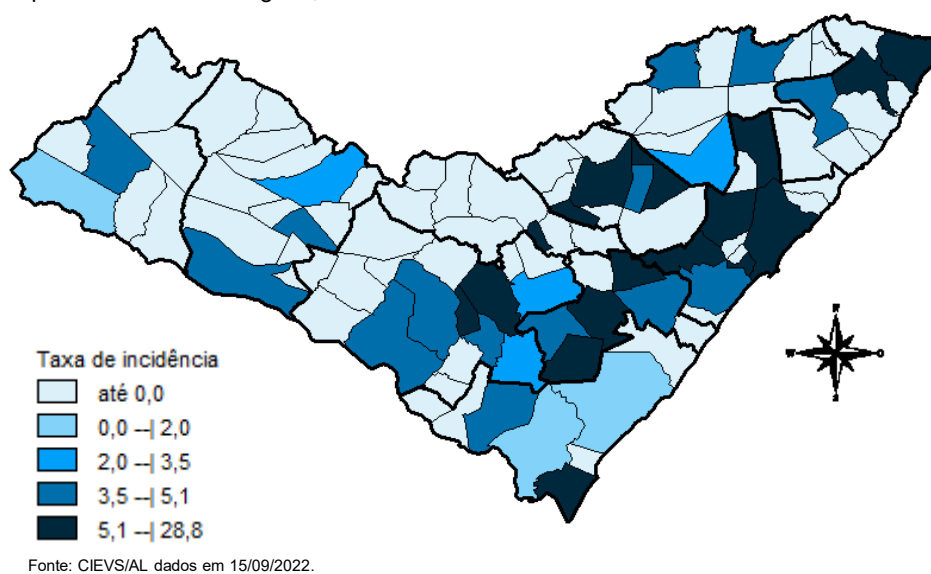 Taxa de incidência
até 0,0
0,0 --| 2,0
2,0 --| 3,5
3,5 --| 5,1
5,1 --| 28,8
Fonte: CIEVS/AL dados em 15/09/2022.